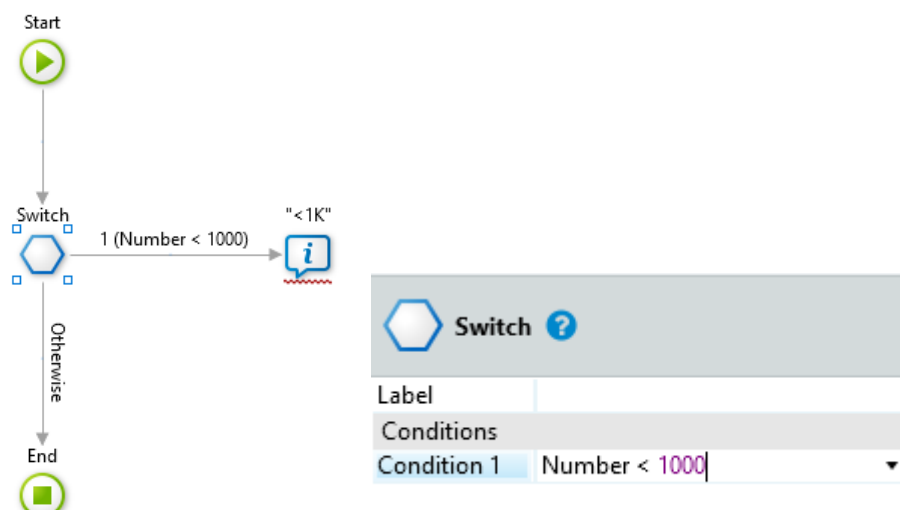 Start
Switch
1 (Number < 1000)
"<1K"
i
Otherwise
End
Switch ?
Label
Conditions
Condition 1 Number < 1000